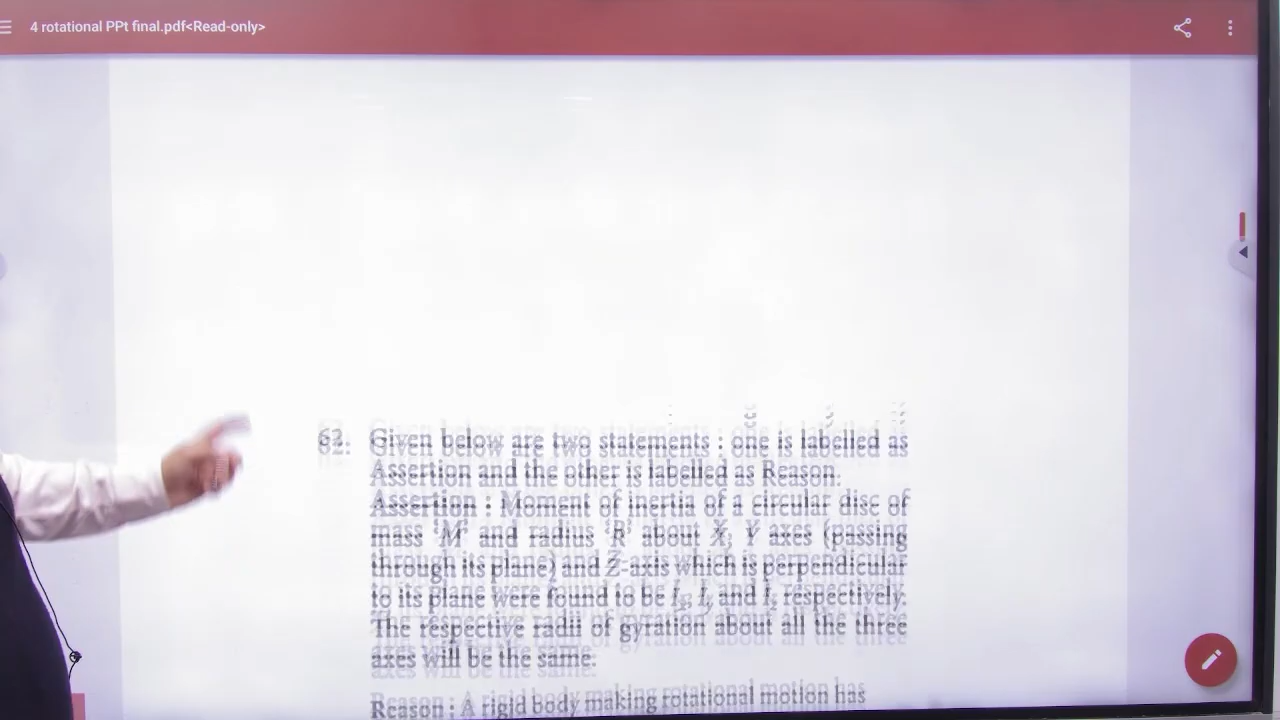 4 rotational PPt final.pdf<Read-only>
62. Given below are two statements : one is labelled as
Assertion and the other is labelled as Reason.
Assertion : Moment of inertia of a circular disc of
mass 'M' and radius 'R' about X, Y axes (passing
through its plane) and Z-axis which is perpendicular
to its plane were found to be Iₓ, Iᵧ and I_z respectively.
The respective radii of gyration about all the three
axes will be the same.
Reason : A rigid body making rotational motion has